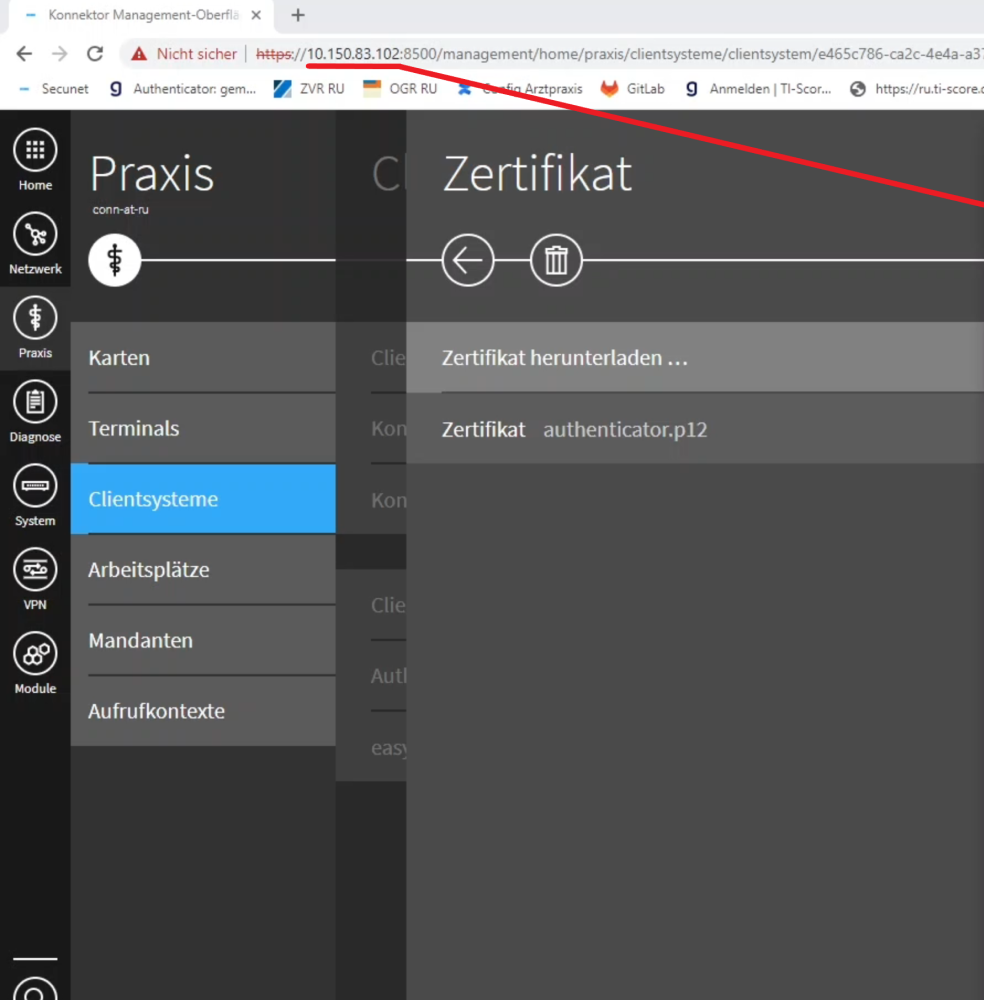 Konnektor Management-Oberflä
Nicht sicher
https://10.150.83.102:8500/management/home/praxis/clientsysteme/clientsystem/e465c786-ca2c-4e4a-a37
Secunet
Authenticator: gem...
ZVR RU
OGR RU
Config Arztpraxis
GitLab
Anmelden | TI-Scor...
https://ru.ti-score.d
Home
Netzwerk
Praxis
Diagnose
System
VPN
Module
Praxis
conn-at-ru
Karten
Terminals
Clientsysteme
Arbeitsplätze
Mandanten
Aufrufkontexte
Cl
Clie
Kon
Kon
Clie
Auth
easy
Zertifikat
Zertifikat herunterladen ...
Zertifikat authenticator.p12